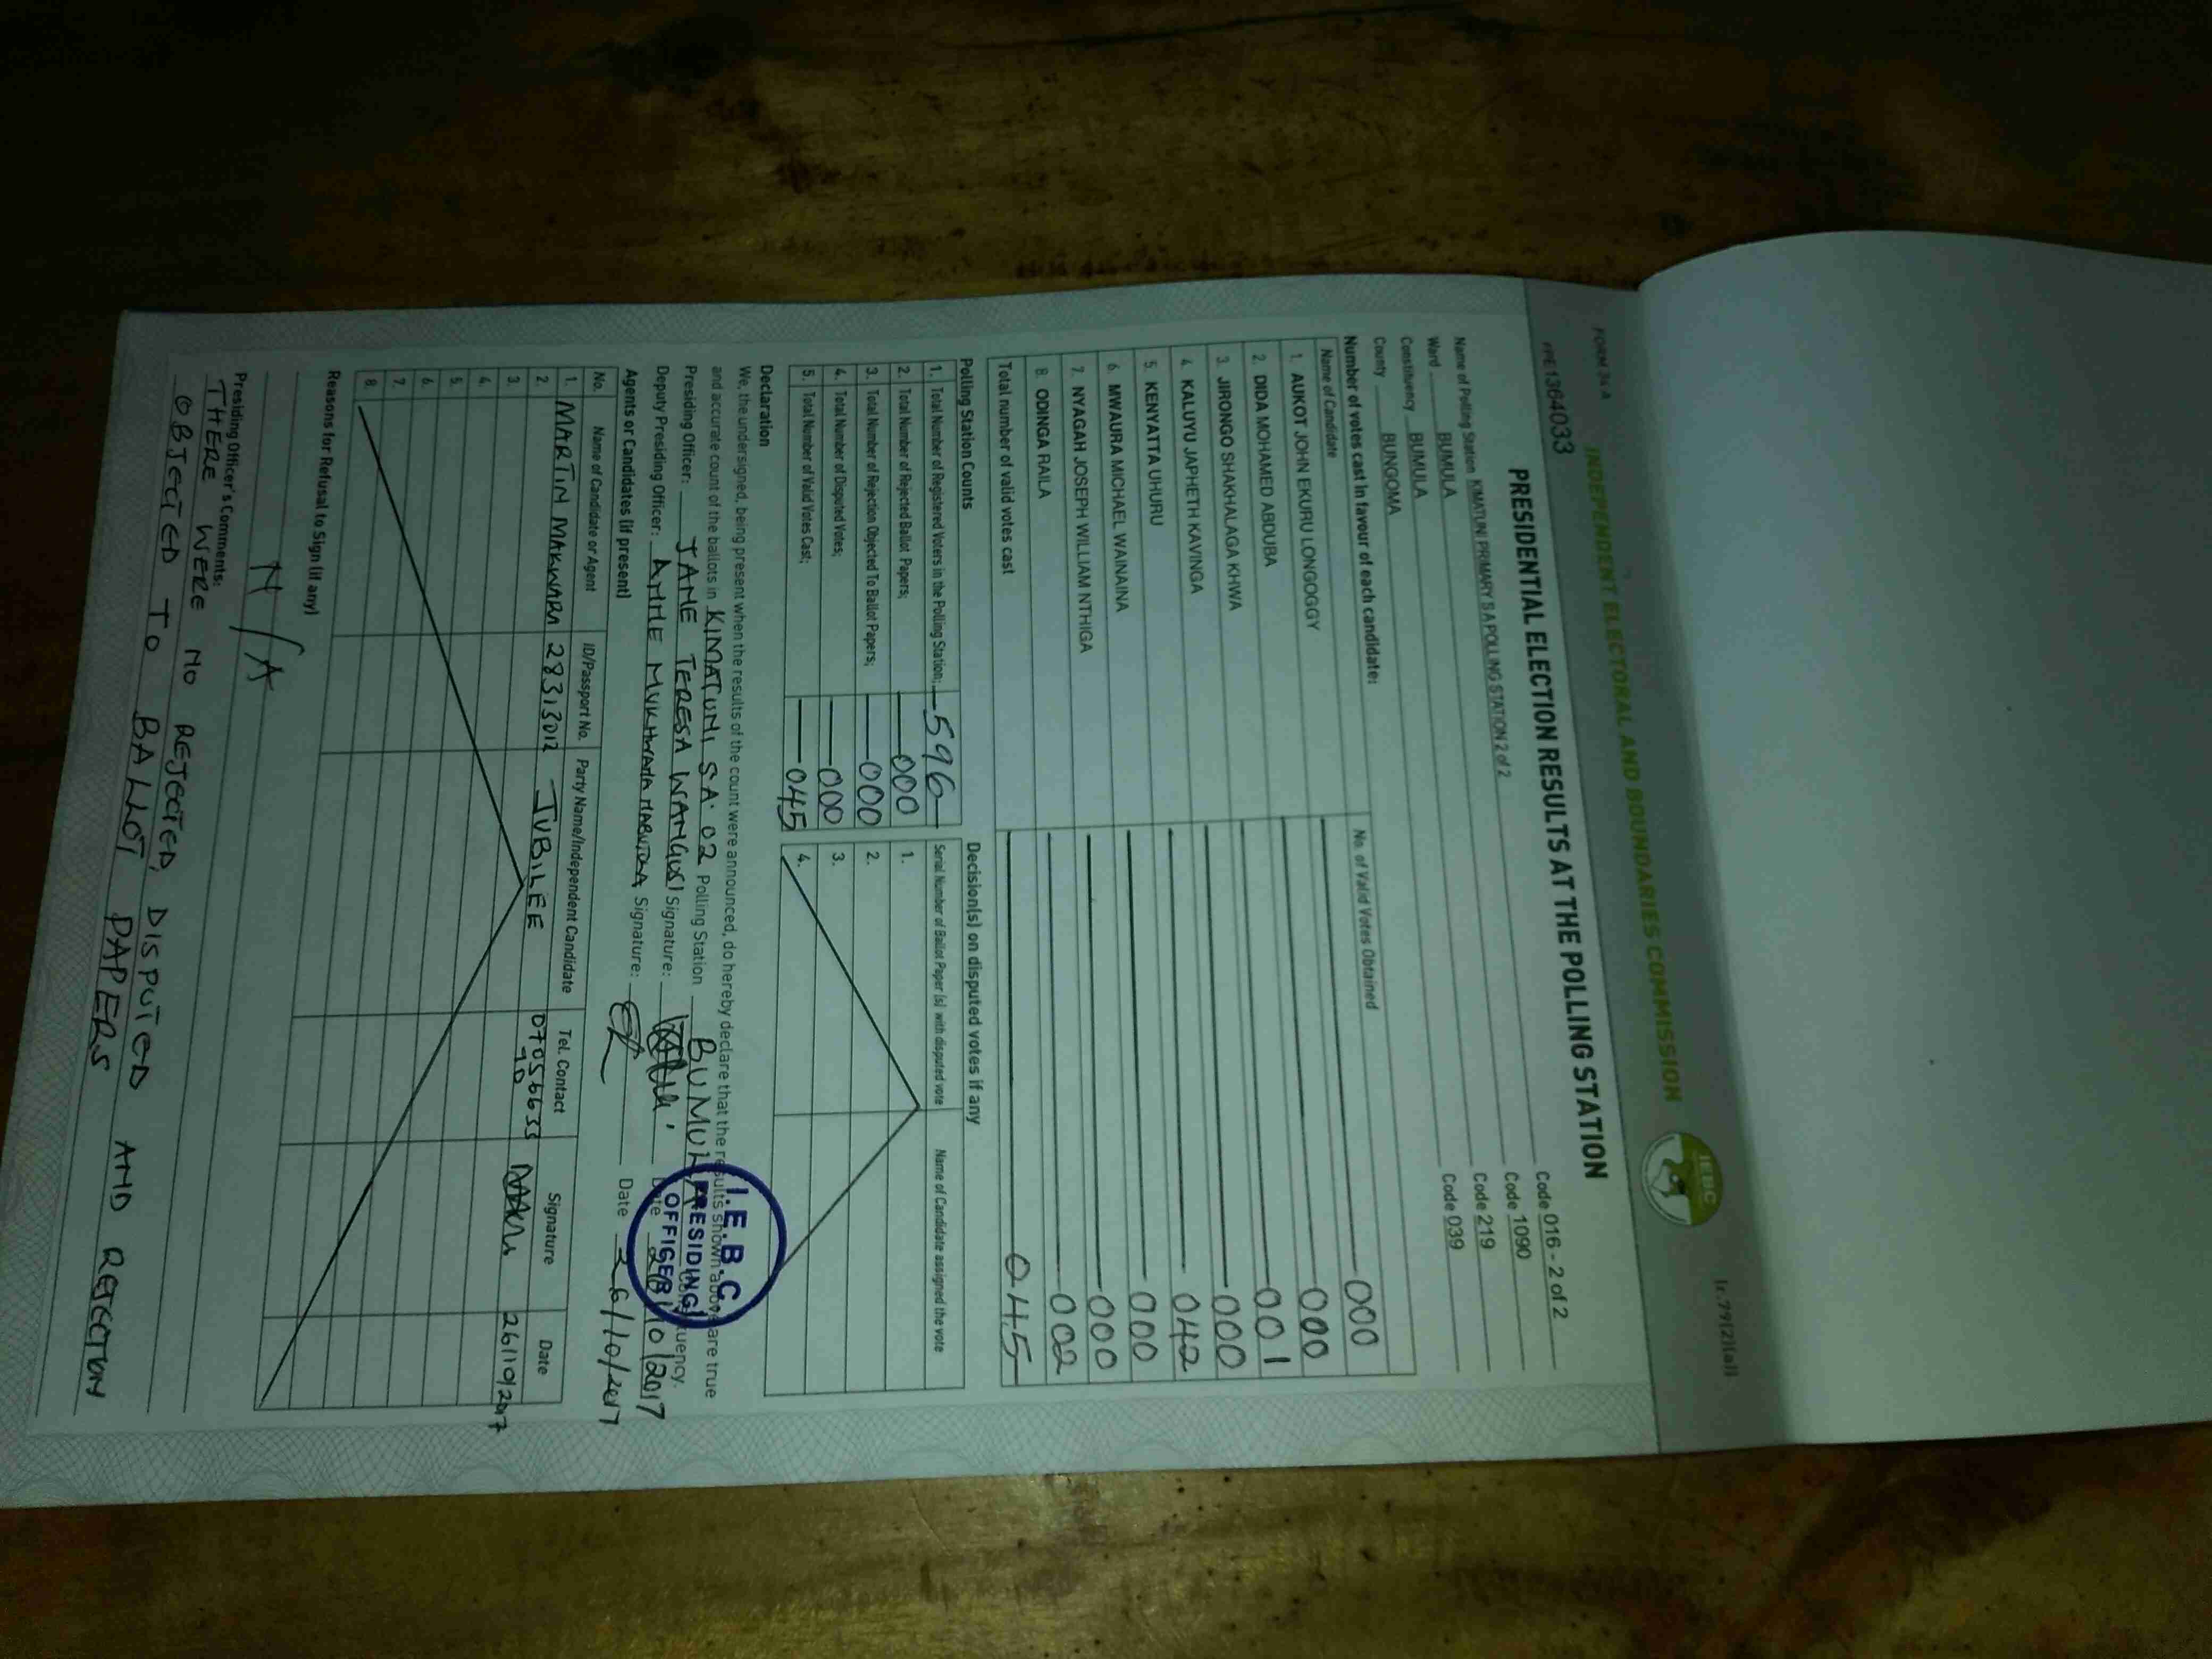 FORM 34 A
(r.79(2)(a))
INDEPENDENT ELECTORAL AND BOUNDARIES COMMISSION
IEBC
PPE1364033
PRESIDENTIAL ELECTION RESULTS AT THE POLLING STATION
Name of Polling Station KIMATUNI PRIMARY S A POLLING STATION 2 of 2 Code 016 - 2 of 2
Ward BUMULA Code 1090
Constituency BUMULA Code 219
County BUNGOMA Code 039
Number of votes cast in favour of each candidate:
Name of Candidate No. of Valid Votes Obtained
1. AUKOT JOHN EKURU LONGOGGY 000
2. DIDA MOHAMED ABDUBA 000
3. JIRONGO SHAKHALAGA KHWA 001
4. KALUYU JAPHETH KAVINGA 000
5. KENYATTA UHURU 042
6. MWAURA MICHAEL WAINAINA 000
7. NYAGAH JOSEPH WILLIAM NTHIGA 000
8. ODINGA RAILA 002
Total number of valid votes cast 045
Polling Station Counts
1. Total Number of Registered Voters in the Polling Station; 596
2. Total Number of Rejected Ballot Papers; 000
3. Total Number of Rejection Objected To Ballot Papers; 000
4. Total Number of Disputed Votes; 000
5. Total Number of Valid Votes Cast; 045
Decision(s) on disputed votes if any
Serial Number of Ballot Paper (s) with disputed vote Name of Candidate assigned the vote
1.
2.
3.
4.
Declaration
We, the undersigned, being present when the results of the count were announced, do hereby declare that the results shown above are true
and accurate count of the ballots in KIMATUNI SA. 02 Polling Station BUMULA Constituency.
Presiding Officer: JANE TERESA WANGUSI Signature: Date 26/10/2017
Deputy Presiding Officer: ANNE Signature: Date 26/10/2017
I.E.B.C
PRESIDING
OFFICER
Agents or Candidates (if present)
No. Name of Candidate or Agent ID/Passport No. Party Name/Independent Candidate Tel. Contact Signature Date
1. MARTIN MAKWARA 28313012 JUBILEE 26/10/2017
2.
3.
4.
5.
6.
7.
8.
Reasons for Refusal to Sign (if any)
N/A
Presiding Officer's Comments:
THERE WERE NO REJECTED, DISPUTED AND REJECTION
OBJECTED TO BALLOT PAPERS